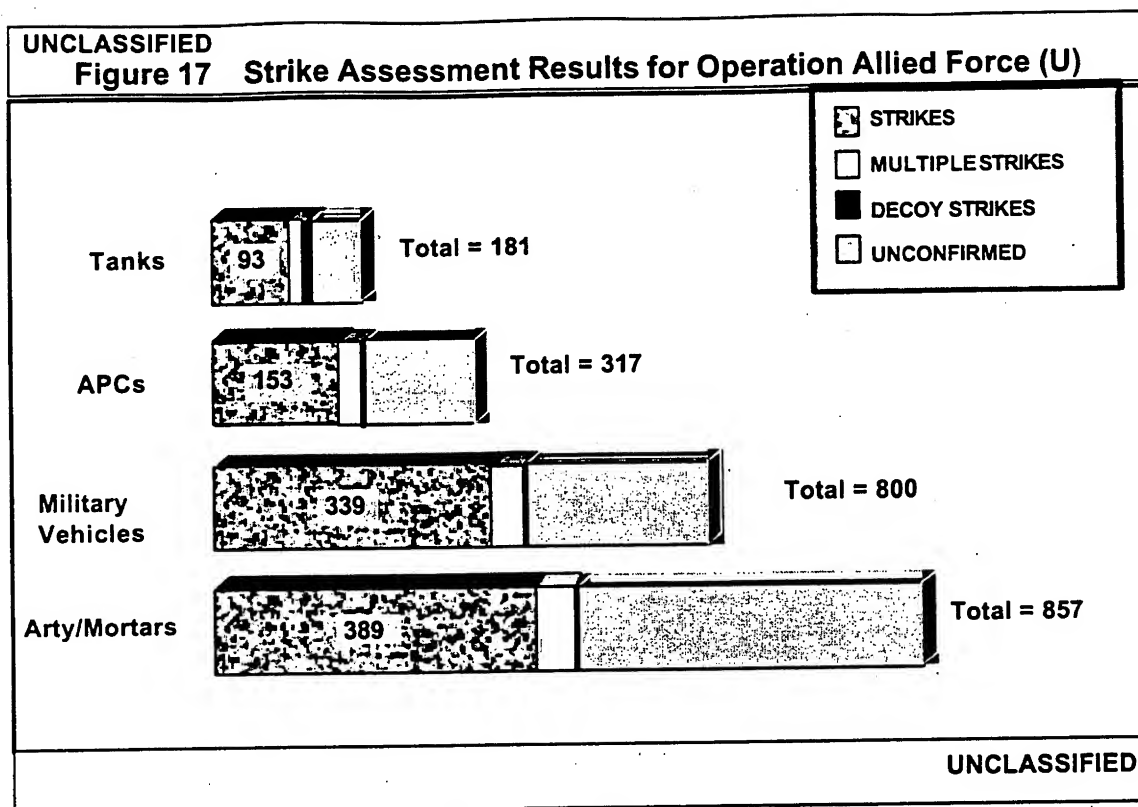 UNCLASSIFIED
Figure 17 Strike Assessment Results for Operation Allied Force (U)
STRIKES
MULTIPLE STRIKES
DECOY STRIKES
UNCONFIRMED
Tanks
93
Total = 181
APCs
153
Total = 317
Military
Vehicles
339
Total = 800
Arty/Mortars
389
Total = 857
UNCLASSIFIED